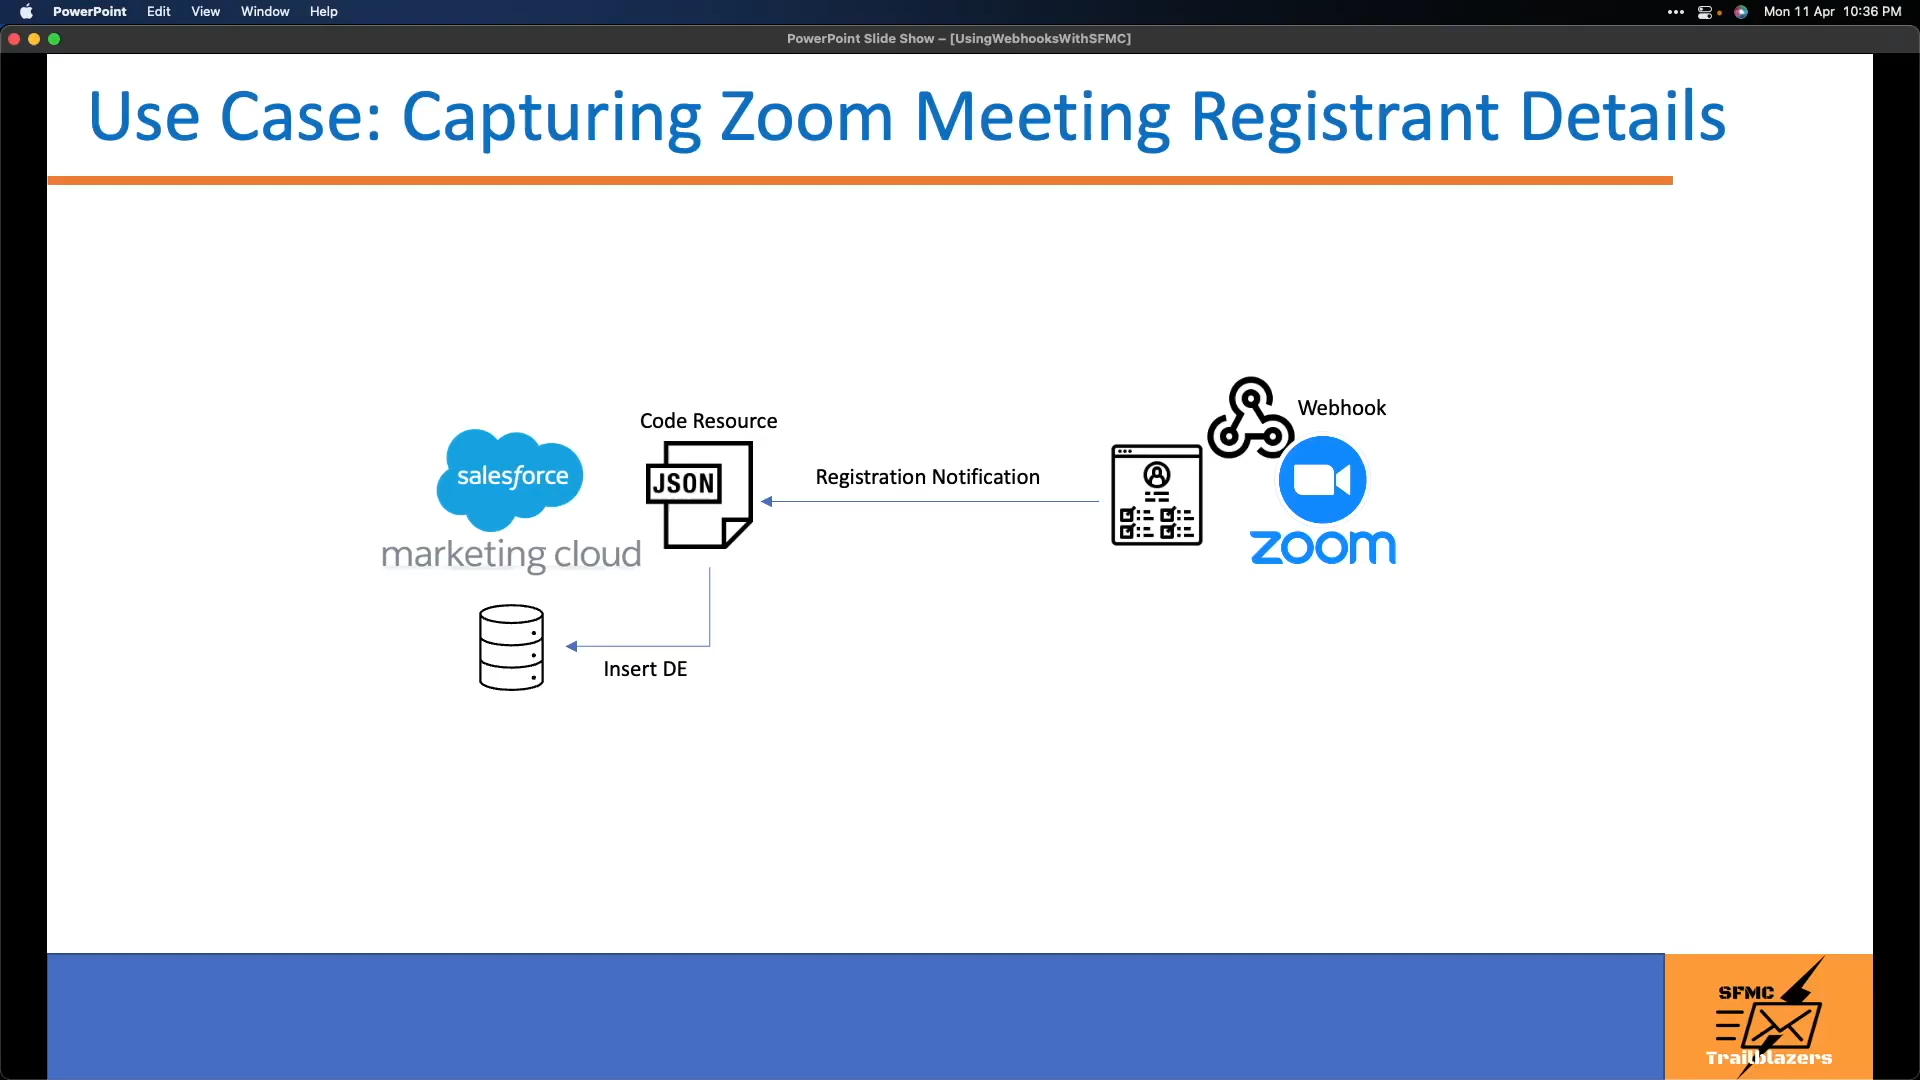 PowerPoint Edit View Window Help
Mon 11 Apr 10:36 PM
PowerPoint Slide Show – [UsingWebhooksWithSFMC]
Use Case: Capturing Zoom Meeting Registrant Details
Webhook
Code Resource
salesforce
JSON
Registration Notification
marketing cloud
zoom
Insert DE
SFMC
Trailblazers